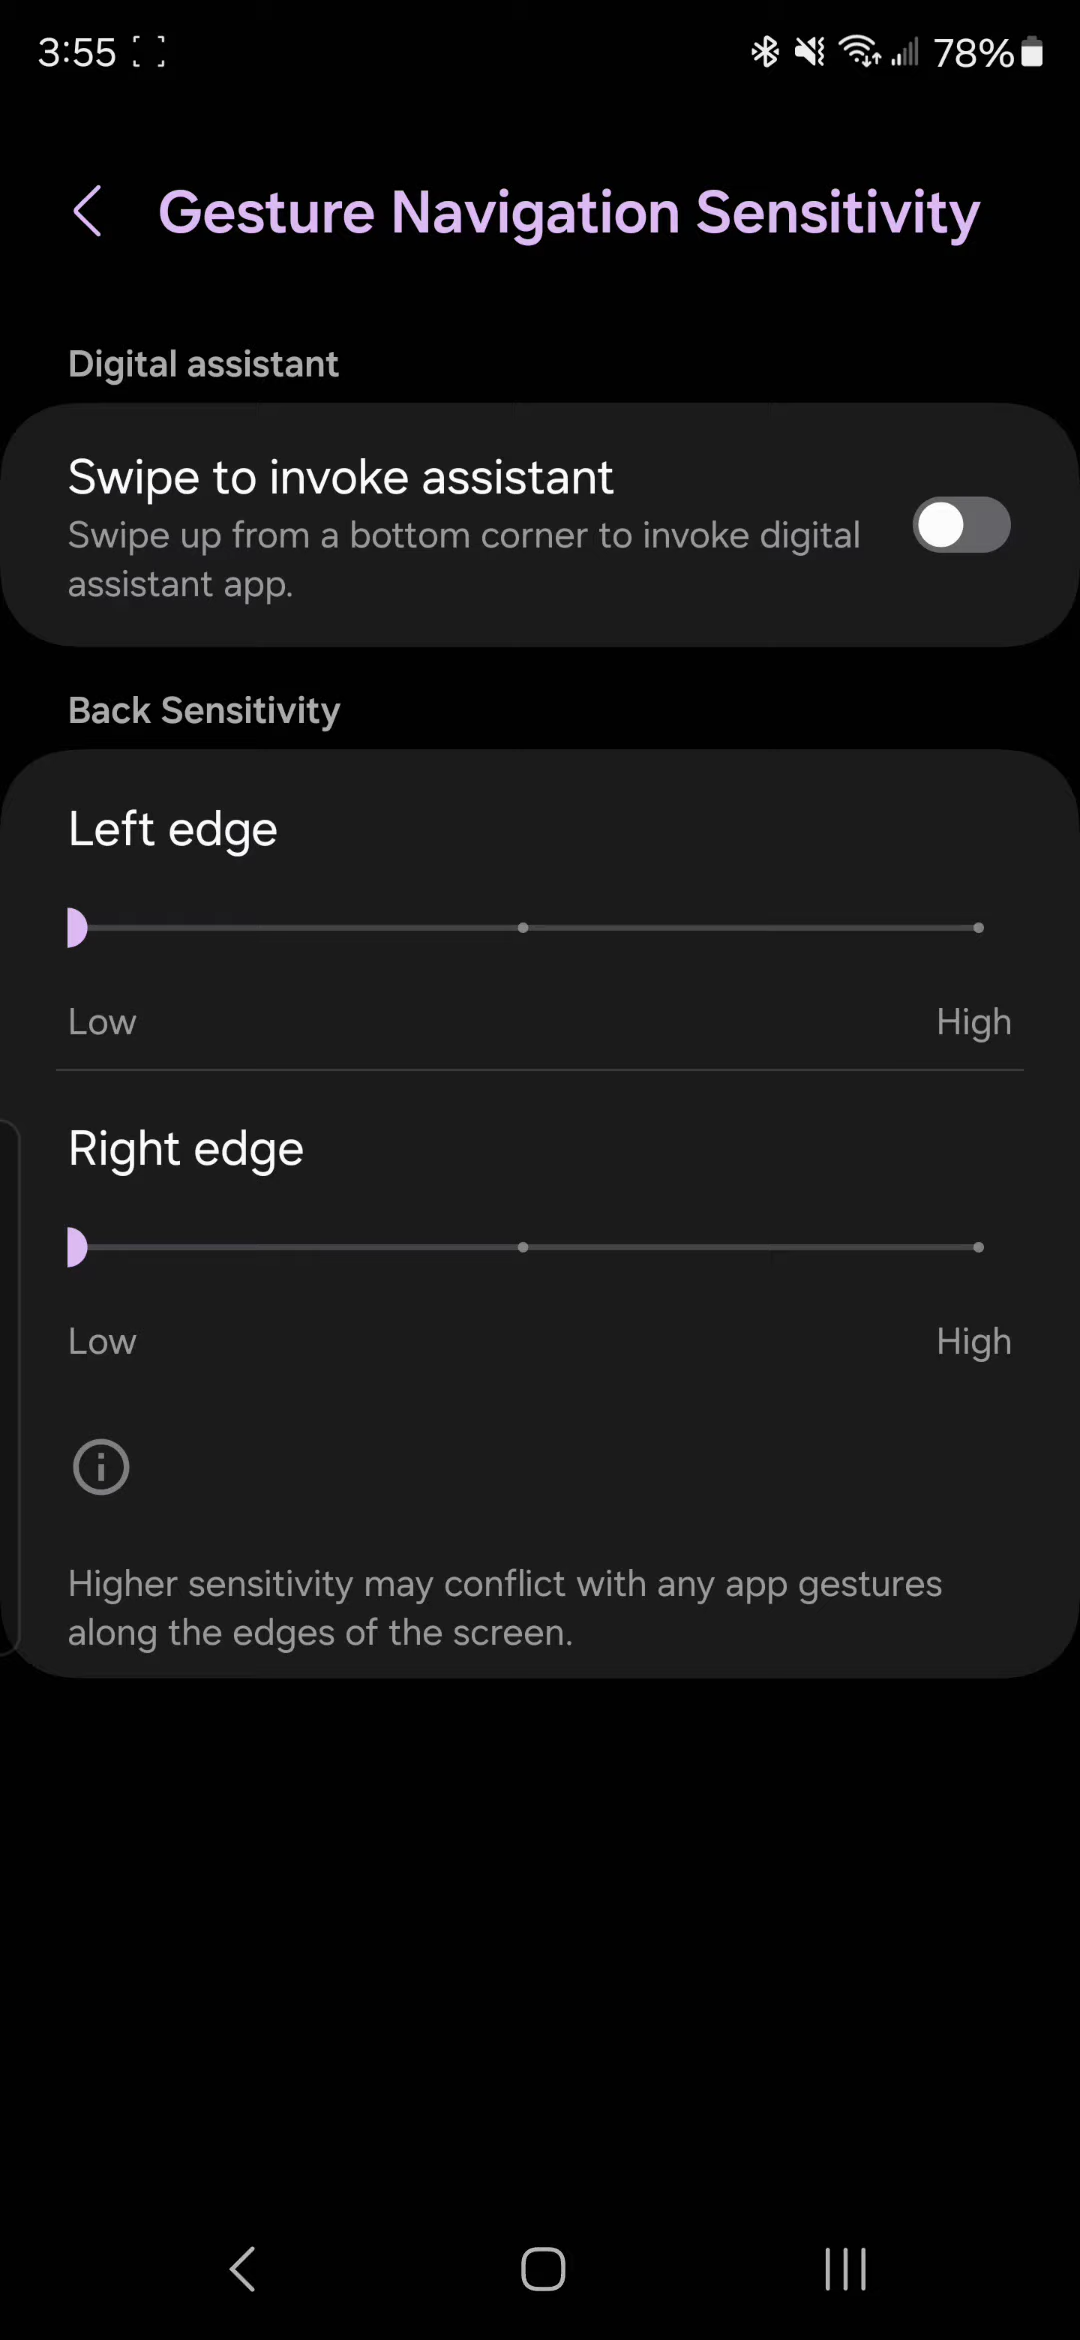 3:55
78%
Gesture Navigation Sensitivity
Digital assistant
Swipe to invoke assistant
Swipe up from a bottom corner to invoke digital
assistant app.
Back Sensitivity
Left edge
Low High
Right edge
Low High
Higher sensitivity may conflict with any app gestures
along the edges of the screen.